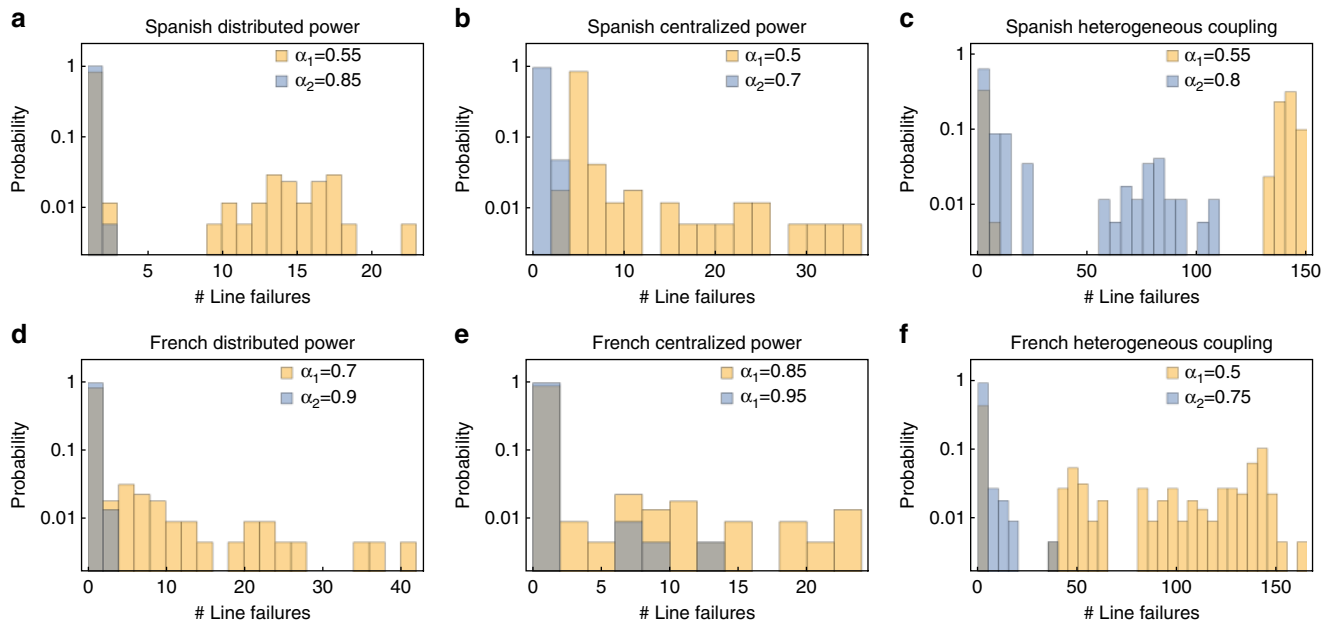 a
Spanish distributed power
α1=0.55
α2=0.85
Probability
1
0.1
0.01
5
10
15
20
# Line failures
b
Spanish centralized power
α1=0.5
α2=0.7
Probability
1
0.1
0.01
0
10
20
30
# Line failures
c
Spanish heterogeneous coupling
α1=0.55
α2=0.8
Probability
1
0.1
0.01
0
50
100
150
# Line failures
d
French distributed power
α1=0.7
α2=0.9
Probability
1
0.1
0.01
0
10
20
30
40
# Line failures
e
French centralized power
α1=0.85
α1=0.95
Probability
1
0.1
0.01
0
5
10
15
20
# Line failures
f
French heterogeneous coupling
α1=0.5
α2=0.75
Probability
1
0.1
0.01
0
50
100
150
# Line failures